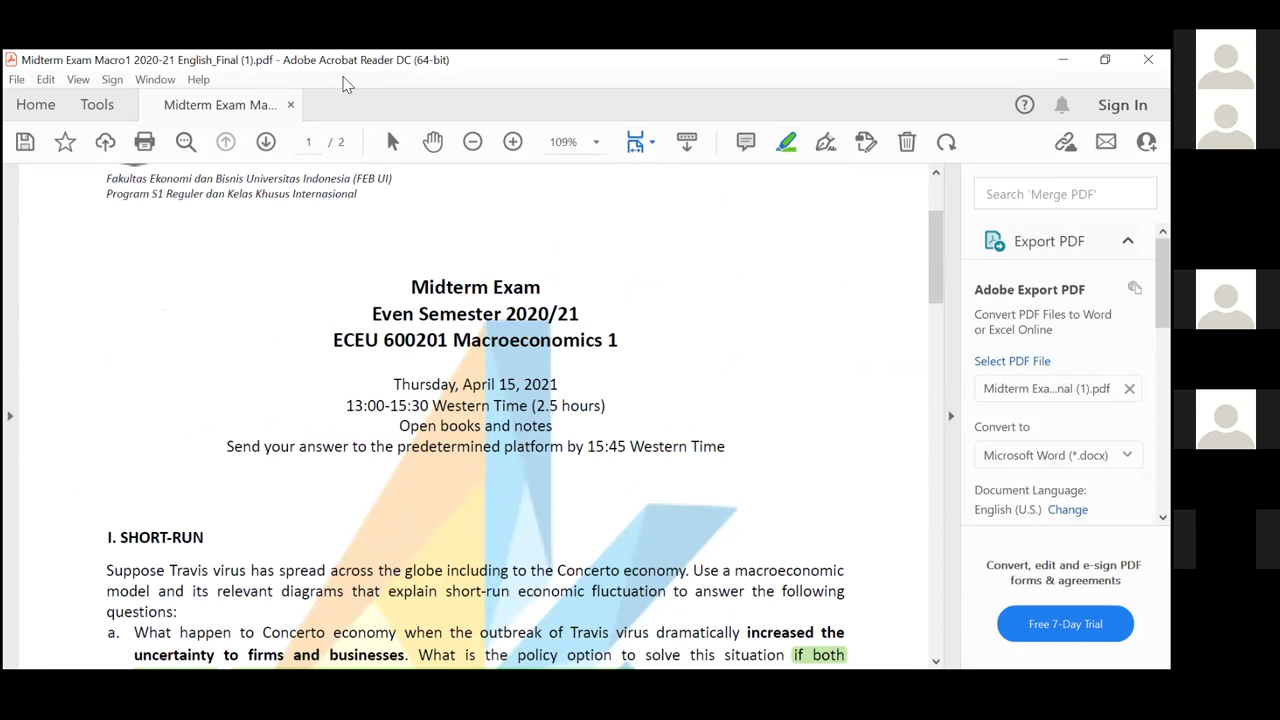 Midterm Exam Macro1 2020-21 English_Final (1).pdf - Adobe Acrobat Reader DC (64-bit)
File Edit View Sign Window Help
Home Tools Midterm Exam Ma... × Sign In
1 / 2 109%
Fakultas Ekonomi dan Bisnis Universitas Indonesia (FEB UI)
Program S1 Reguler dan Kelas Khusus Internasional
Midterm Exam
Even Semester 2020/21
ECEU 600201 Macroeconomics 1
Thursday, April 15, 2021
13:00-15:30 Western Time (2.5 hours)
Open books and notes
Send your answer to the predetermined platform by 15:45 Western Time
I. SHORT-RUN
Suppose Travis virus has spread across the globe including to the Concerto economy. Use a macroeconomic
model and its relevant diagrams that explain short-run economic fluctuation to answer the following
questions:
a. What happen to Concerto economy when the outbreak of Travis virus dramatically increased the
uncertainty to firms and businesses. What is the policy option to solve this situation if both
Search 'Merge PDF'
Export PDF
Adobe Export PDF
Convert PDF Files to Word
or Excel Online
Select PDF File
Midterm Exa...nal (1).pdf
Convert to
Microsoft Word (*.docx)
Document Language:
English (U.S.) Change
Convert, edit and e-sign PDF
forms & agreements
Free 7-Day Trial